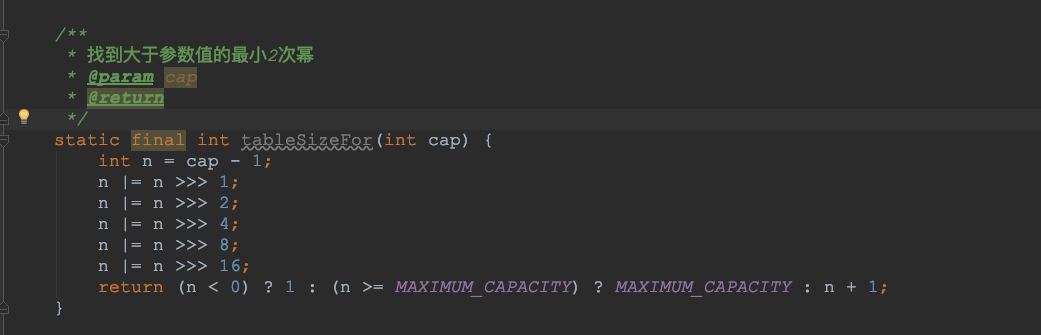 /**
 * 找到大于参数值的最小2次幂
 * @param cap
 * @return
 */
static final int tableSizeFor(int cap) {
    int n = cap - 1;
    n |= n >>> 1;
    n |= n >>> 2;
    n |= n >>> 4;
    n |= n >>> 8;
    n |= n >>> 16;
    return (n < 0) ? 1 : (n >= MAXIMUM_CAPACITY) ? MAXIMUM_CAPACITY : n + 1;
}